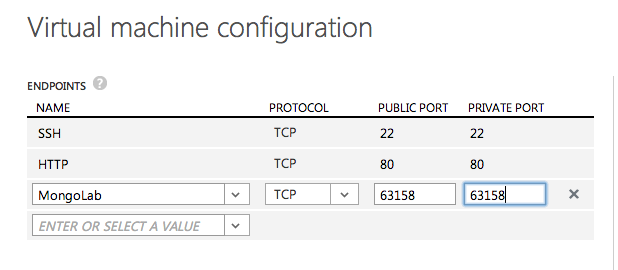 Virtual machine configuration
ENDPOINTS ?
NAME PROTOCOL PUBLIC PORT PRIVATE PORT
SSH TCP 22 22
HTTP TCP 80 80
MongoLab TCP 63158 63158
ENTER OR SELECT A VALUE